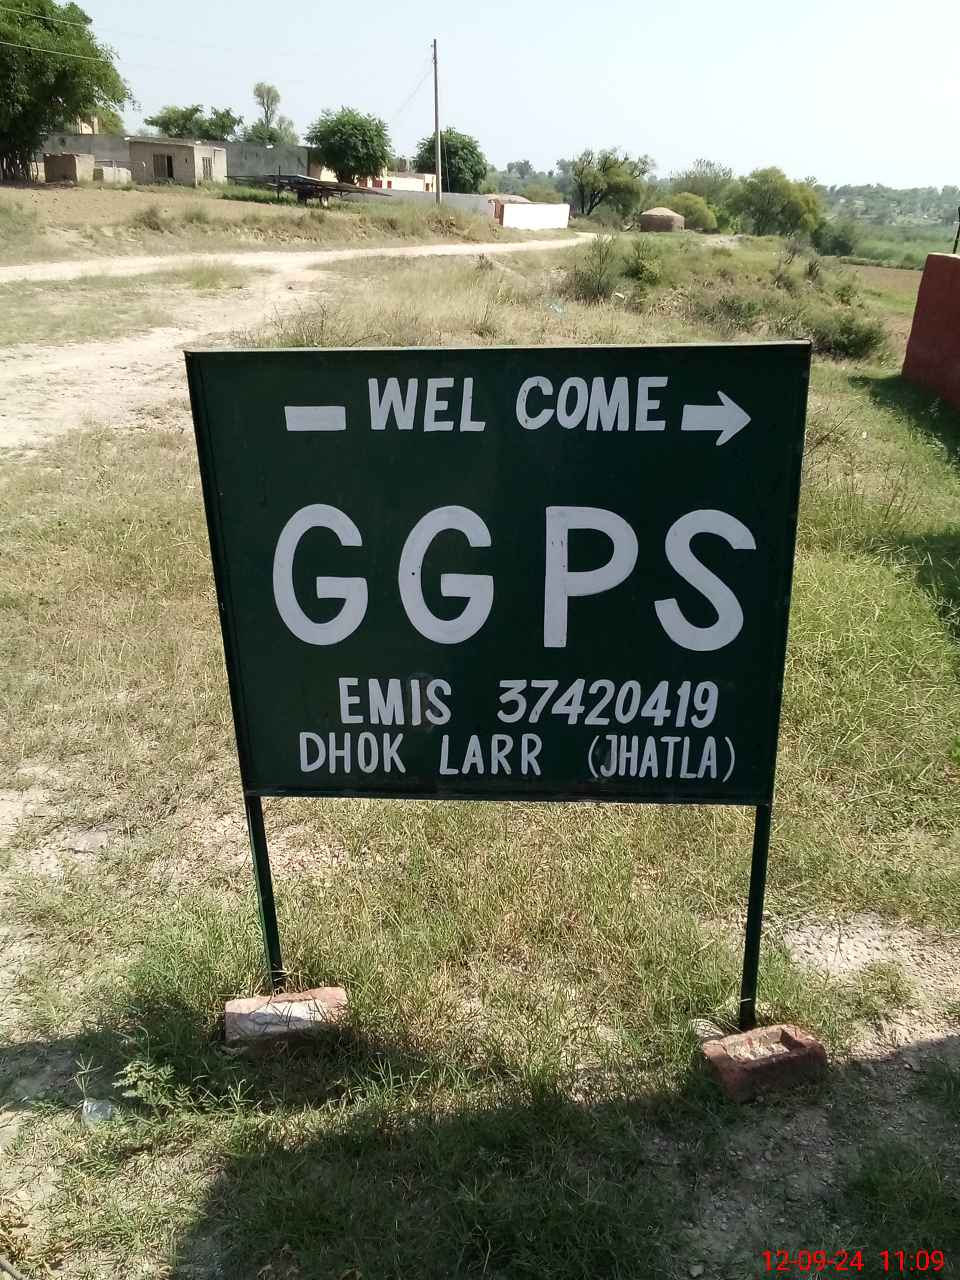 WEL COME →
GGPS
EMIS 37420419
DHOK LARR (JHATLA)
12-09-24 11:09